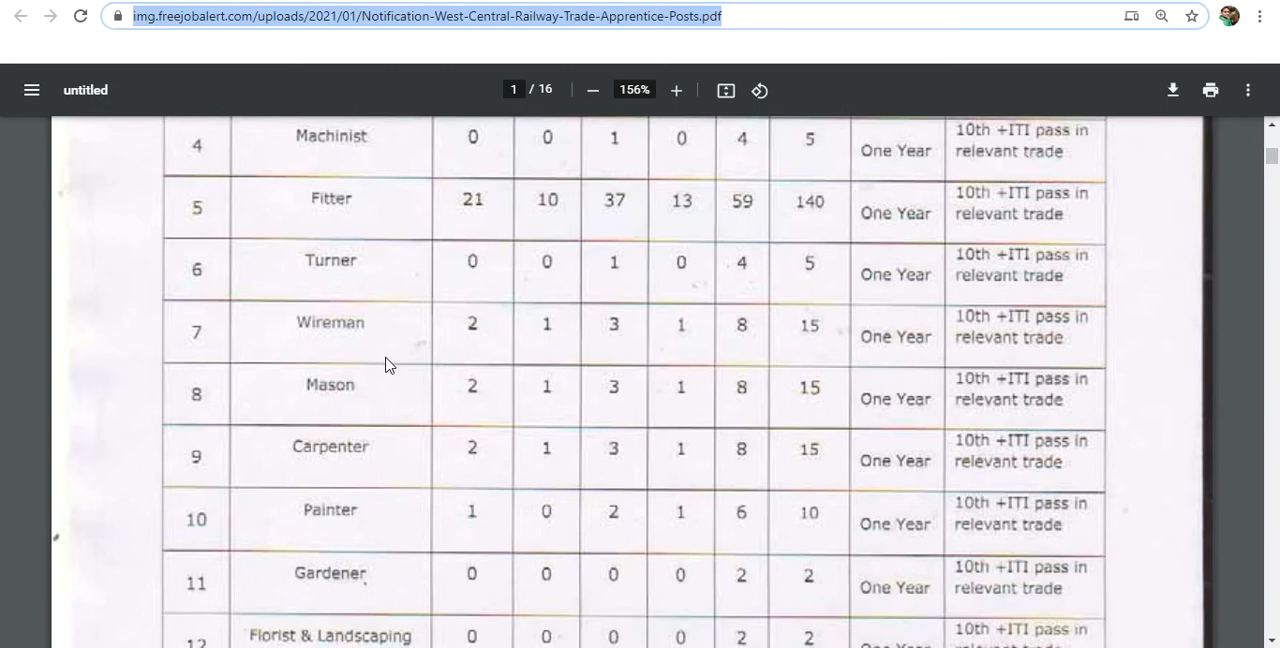 img.freejobalert.com/uploads/2021/01/Notification-West-Central-Railway-Trade-Apprentice-Posts.pdf
untitled
1 / 16
156%
4 Machinist 0 0 1 0 4 5 One Year 10th +ITI pass in
relevant trade
5 Fitter 21 10 37 13 59 140 One Year 10th +ITI pass in
relevant trade
6 Turner 0 0 1 0 4 5 One Year 10th +ITI pass in
relevant trade
7 Wireman 2 1 3 1 8 15 One Year 10th +ITI pass in
relevant trade
8 Mason 2 1 3 1 8 15 One Year 10th +ITI pass in
relevant trade
9 Carpenter 2 1 3 1 8 15 One Year 10th +ITI pass in
relevant trade
10 Painter 1 0 2 1 6 10 One Year 10th +ITI pass in
relevant trade
11 Gardener 0 0 0 0 2 2 One Year 10th +ITI pass in
relevant trade
12 Florist & Landscaping 0 0 0 0 2 2 10th +ITI pass in